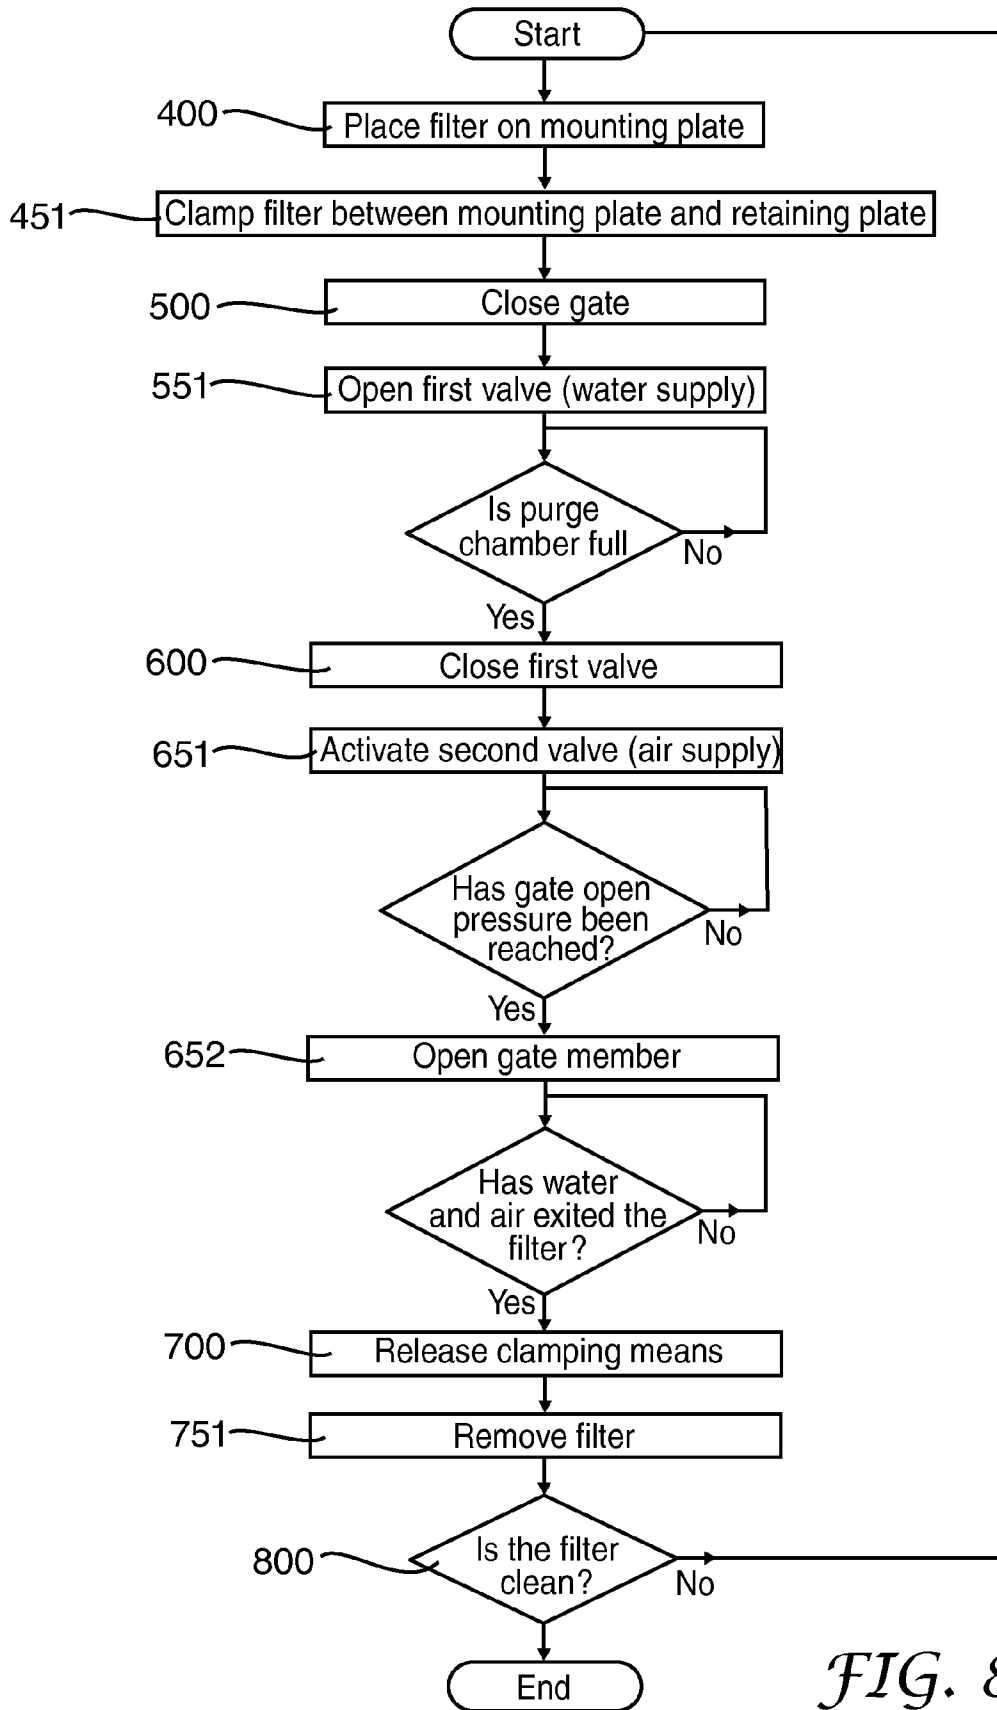 Start
400
Place filter on mounting plate
451
Clamp filter between mounting plate and retaining plate
500
Close gate
551
Open first valve (water supply)
Is purge
chamber full
No
Yes
600
Close first valve
651
Activate second valve (air supply)
Has gate open
pressure been
reached?
No
Yes
652
Open gate member
Has water
and air exited the
filter?
No
Yes
700
Release clamping means
751
Remove filter
800
Is the filter
clean?
No
End
FIG. 8